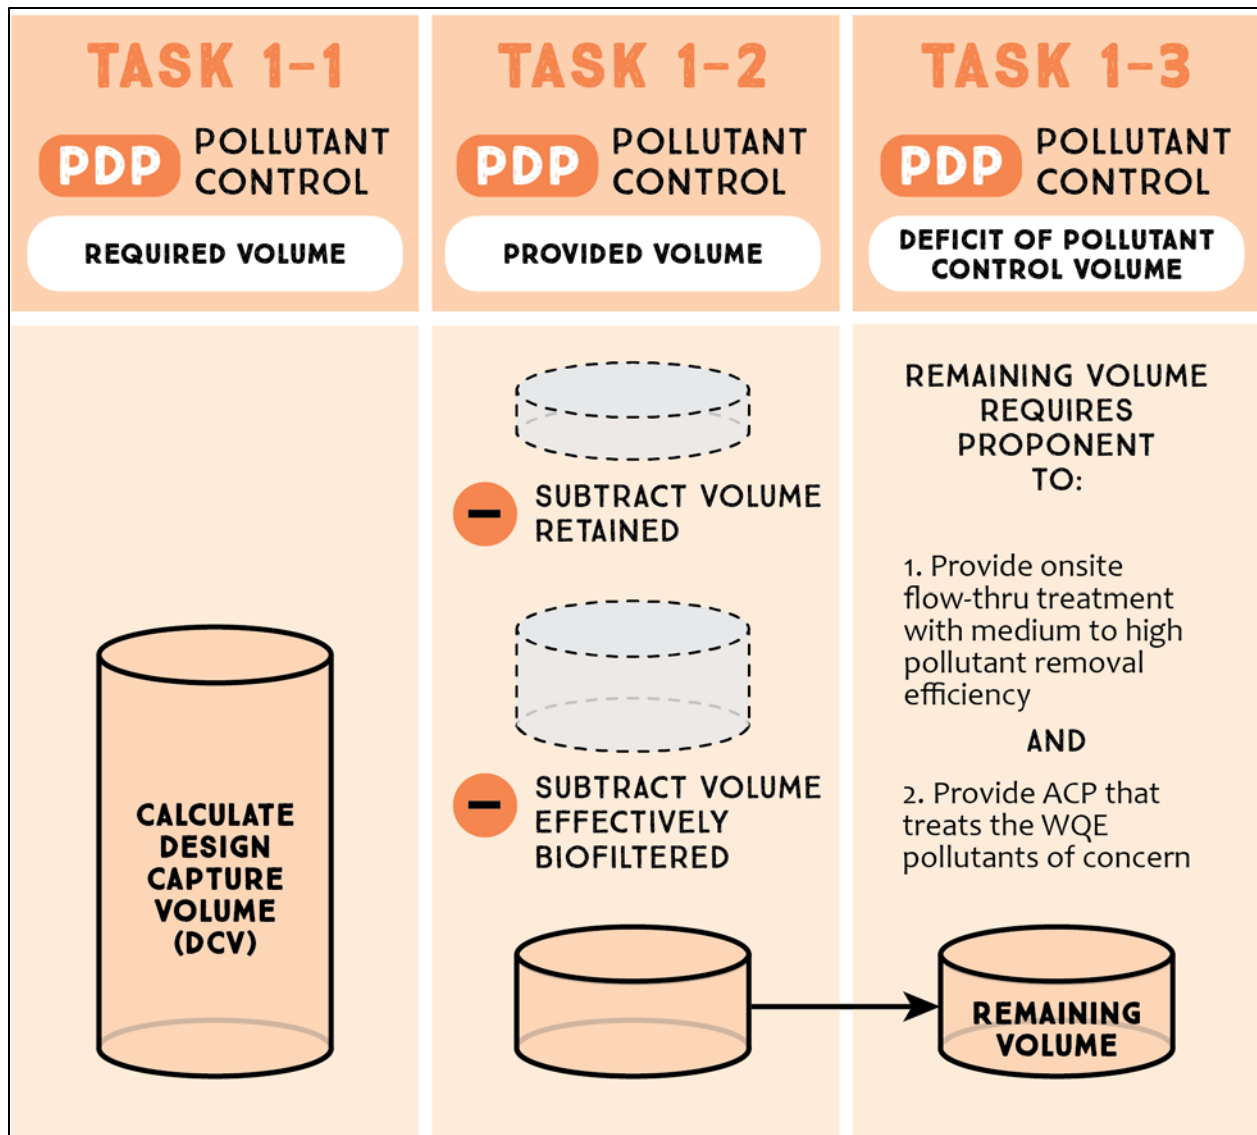 TASK 1-1
PDP POLLUTANT
CONTROL
REQUIRED VOLUME
CALCULATE
DESIGN
CAPTURE
VOLUME
(DCV)
TASK 1-2
PDP POLLUTANT
CONTROL
PROVIDED VOLUME
SUBTRACT VOLUME
RETAINED
SUBTRACT VOLUME
EFFECTIVELY
BIOFILTERED
TASK 1-3
PDP POLLUTANT
CONTROL
DEFICIT OF POLLUTANT
CONTROL VOLUME
REMAINING VOLUME
REQUIRES
PROPONENT
TO:
1. Provide onsite
flow-thru treatment
with medium to high
pollutant removal
efficiency
AND
2. Provide ACP that
treats the WQE
pollutants of concern
REMAINING
VOLUME